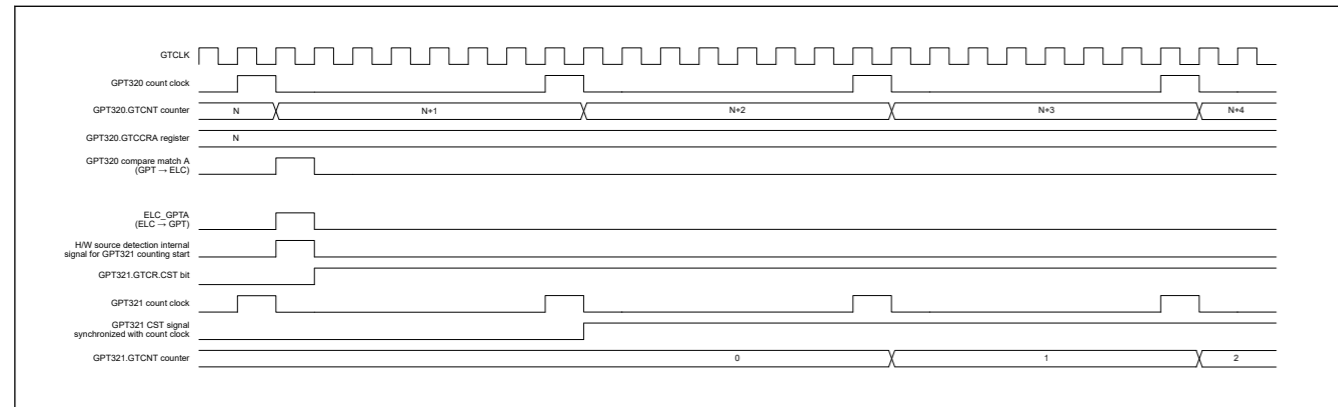 GTCLK
GPT320 count clock
GPT320.GTCNT counter N N+1 N+2 N+3 N+4
GPT320.GTCCRA register N
GPT320 compare match A
(GPT → ELC)
ELC_GPTA
(ELC → GPT)
H/W source detection internal
signal for GPT321 counting start
GPT321.GTCR.CST bit
GPT321 count clock
GPT321 CST signal
synchronized with count clock
GPT321.GTCNT counter 0 1 2